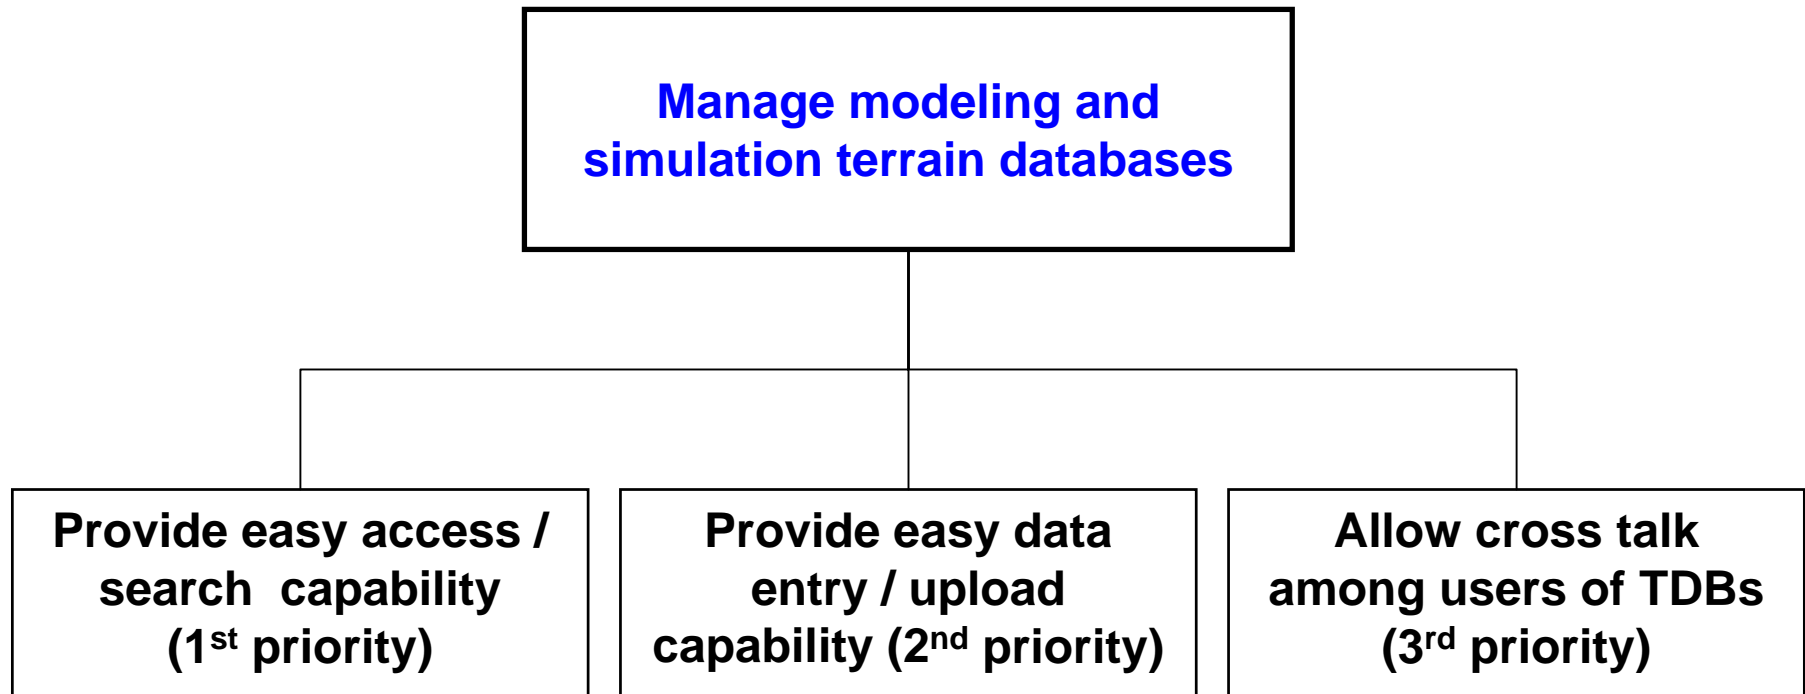 Manage modeling and
simulation terrain databases
Provide easy access /
search capability
(1st priority)
Provide easy data
entry / upload
capability (2nd priority)
Allow cross talk
among users of TDBs
(3rd priority)